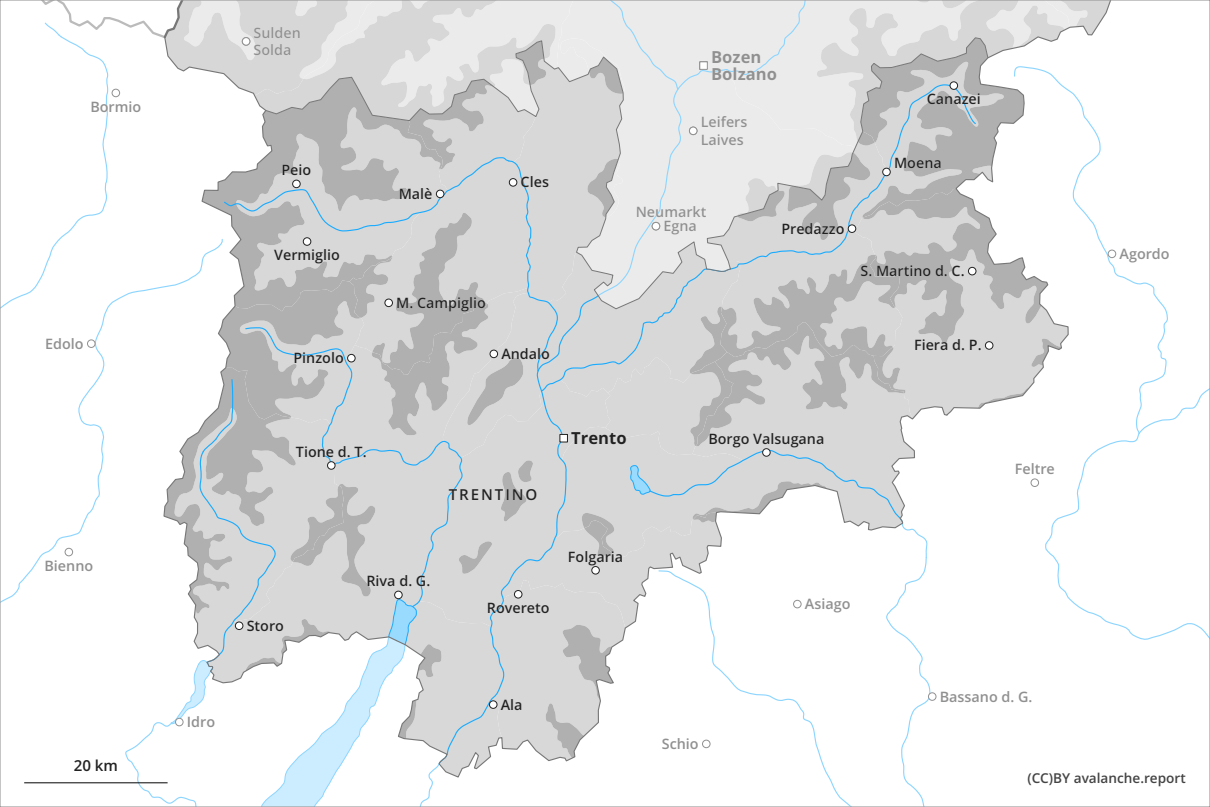 Sulden
Solda
Bozen
Bolzano
Bormio
Canazei
Leifers
Laives
Moena
Peio
Malè
Cles
Neumarkt
Egna
Predazzo
Vermiglio
Agordo
S. Martino d. C.
M. Campiglio
Edolo
Pinzolo
Andalo
Fiera d. P.
Trento
Borgo Valsugana
Tione d. T.
Feltre
TRENTINO
Bienno
Folgaria
Riva d. G.
Rovereto
Asiago
Storo
Bassano d. G.
Ala
Idro
Schio
20 km
(CC)BY avalanche.report